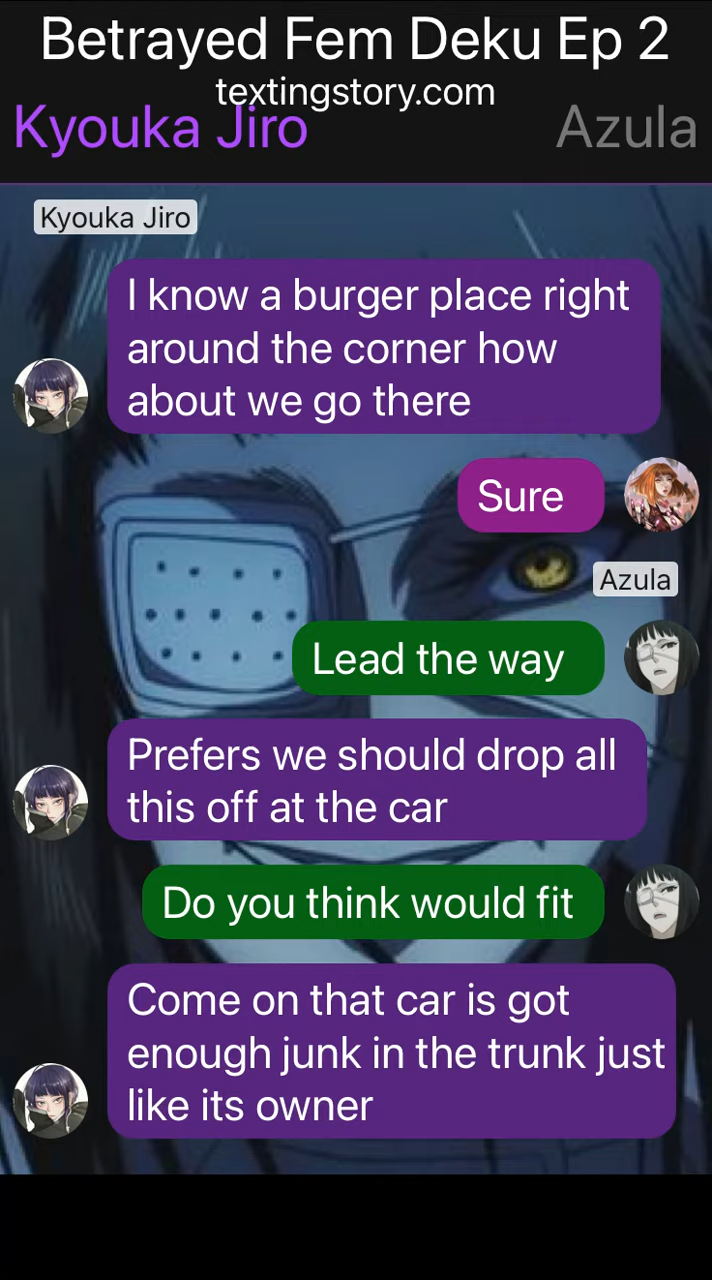 Betrayed Fem Deku Ep 2
textingstory.com
Kyouka Jiro
Azula
Kyouka Jiro
I know a burger place right
around the corner how
about we go there
Sure
Azula
Lead the way
Prefers we should drop all
this off at the car
Do you think would fit
Come on that car is got
enough junk in the trunk just
like its owner